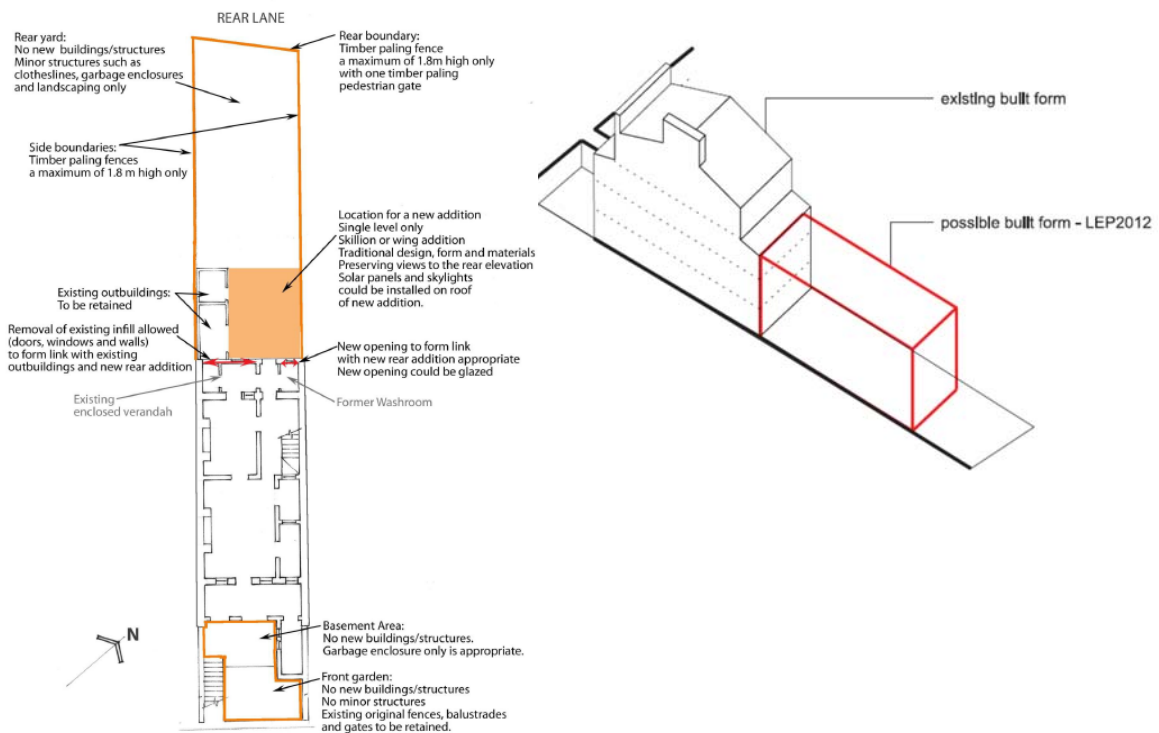 REAR LANE
Rear yard:
No new buildings/structures
Minor structures such as
clotheslines, garbage enclosures
and landscaping only
Rear boundary:
Timber paling fence
a maximum of 1.8m high only
with one timber paling
pedestrian gate
Side boundaries:
Timber paling fences
a maximum of 1.8 m high only
Location for a new addition
Single level only
Skillion or wing addition
Traditional design, form and materials
Preserving views to the rear elevation
Solar panels and skylights
could be installed on roof
of new addition.
Existing outbuildings:
To be retained
Removal of existing infill allowed
(doors, windows and walls)
to form link with existing
outbuildings and new rear addition
New opening to form link
with new rear addition appropriate
New opening could be glazed
Existing
enclosed verandah
Former Washroom
N
Basement Area:
No new buildings/structures.
Garbage enclosure only is appropriate.
Front garden:
No new buildings/structures
No minor structures
Existing original fences, balustrades
and gates to be retained.
existing built form
possible built form - LEP2012